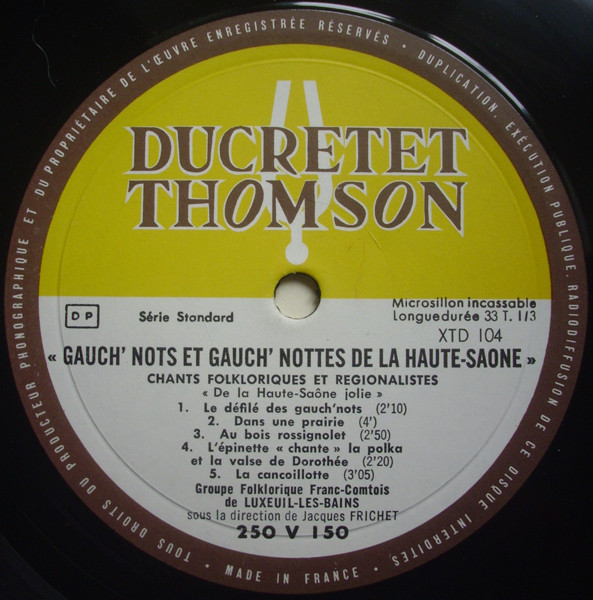 TOUS DROITS DU PRODUCTEUR PHONOGRAPHIQUE ET DU PROPRIÉTAIRE DE L'ŒUVRE ENREGISTRÉE RÉSERVÉS • DUPLICATION, EXÉCUTION PUBLIQUE, RADIODIFFUSION DE CE DISQUE INTERDITES
• MADE IN FRANCE •
DUCRETET
THOMSON
DP
Série Standard
Microsillon incassable
Longue durée 33 T. 1/3
XTD 104
« GAUCH' NOTS ET GAUCH' NOTTES DE LA HAUTE-SAONE »
CHANTS FOLKLORIQUES ET REGIONALISTES
« De la Haute-Saône jolie »
1. Le défilé des gauch'nots (2'10)
2. Dans une prairie (4')
3. Au bois rossignolet (2'50)
4. L'épinette « chante » la polka
et la valse de Dorothée (2'20)
5. La cancoillotte (3'05)
Groupe Folklorique Franc-Comtois
de LUXEUIL-LES-BAINS
sous la direction de Jacques FRICHET
250 V 150